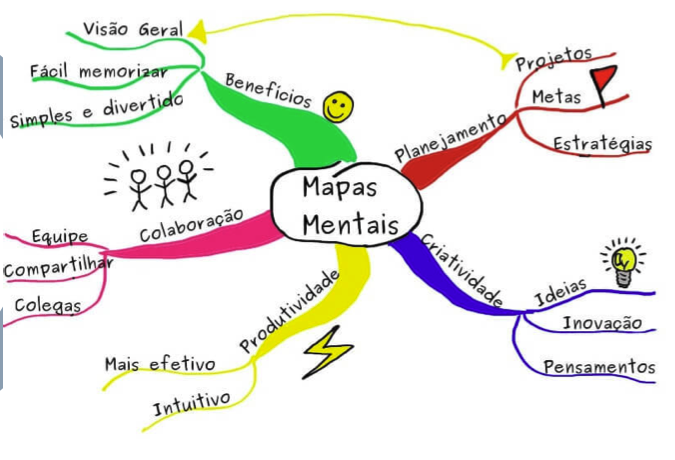 Visão Geral
Fácil memorizar
Simples e divertido
Benefícios
Projetos
Metas
Estratégias
Planejamento
Mapas
Mentais
Colaboração
Equipe
Compartilhar
Colegas
Criatividade
Ideias
Inovação
Pensamentos
Produtividade
Mais efetivo
Intuitivo